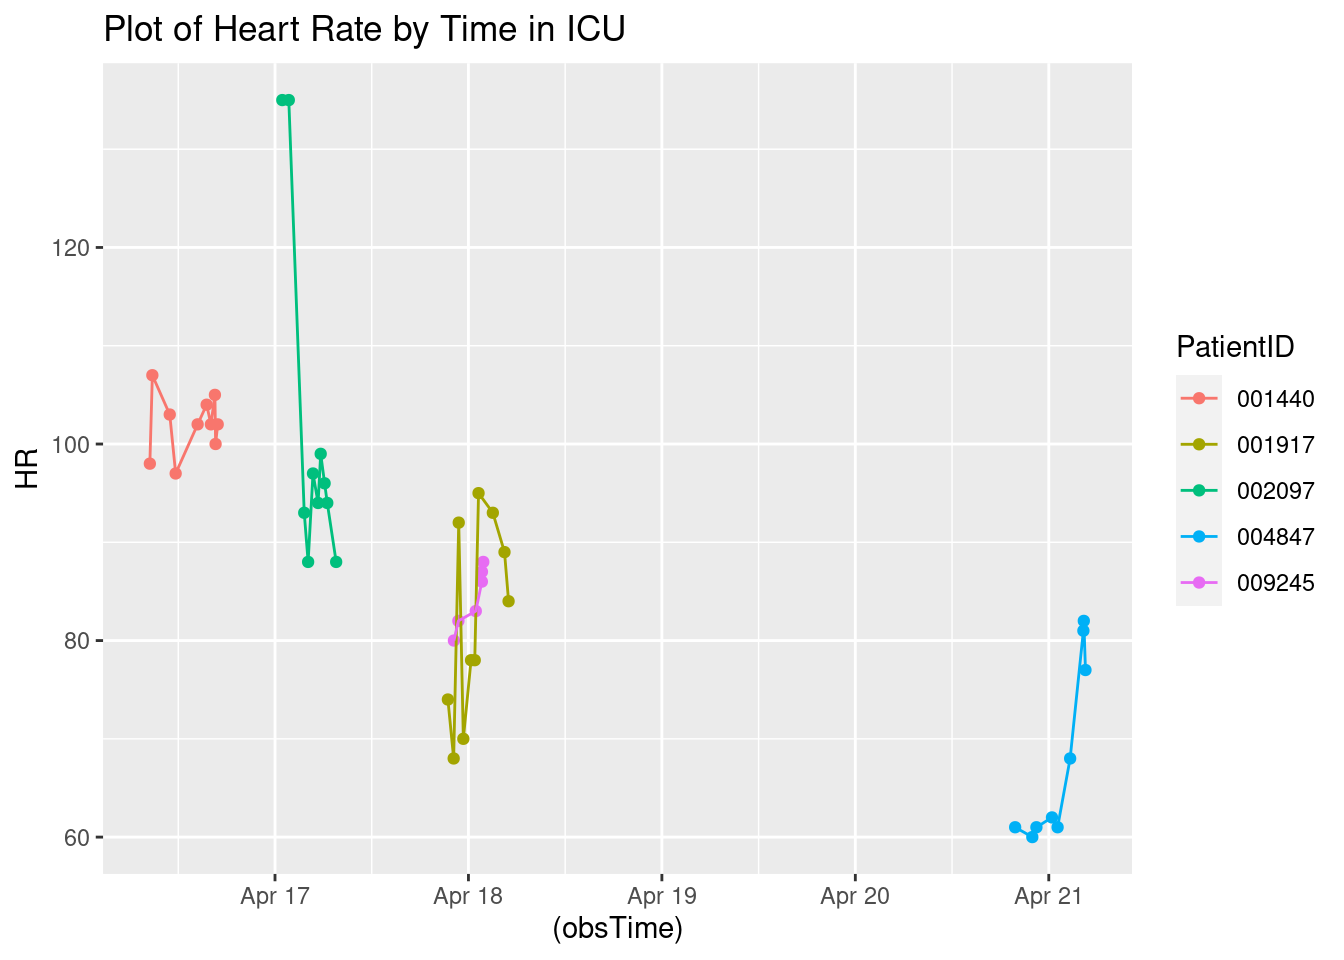 Plot of Heart Rate by Time in ICU
HR
120
100
80
60
Apr 17
Apr 18
Apr 19
Apr 20
Apr 21
(obsTime)
PatientID
001440
001917
002097
004847
009245